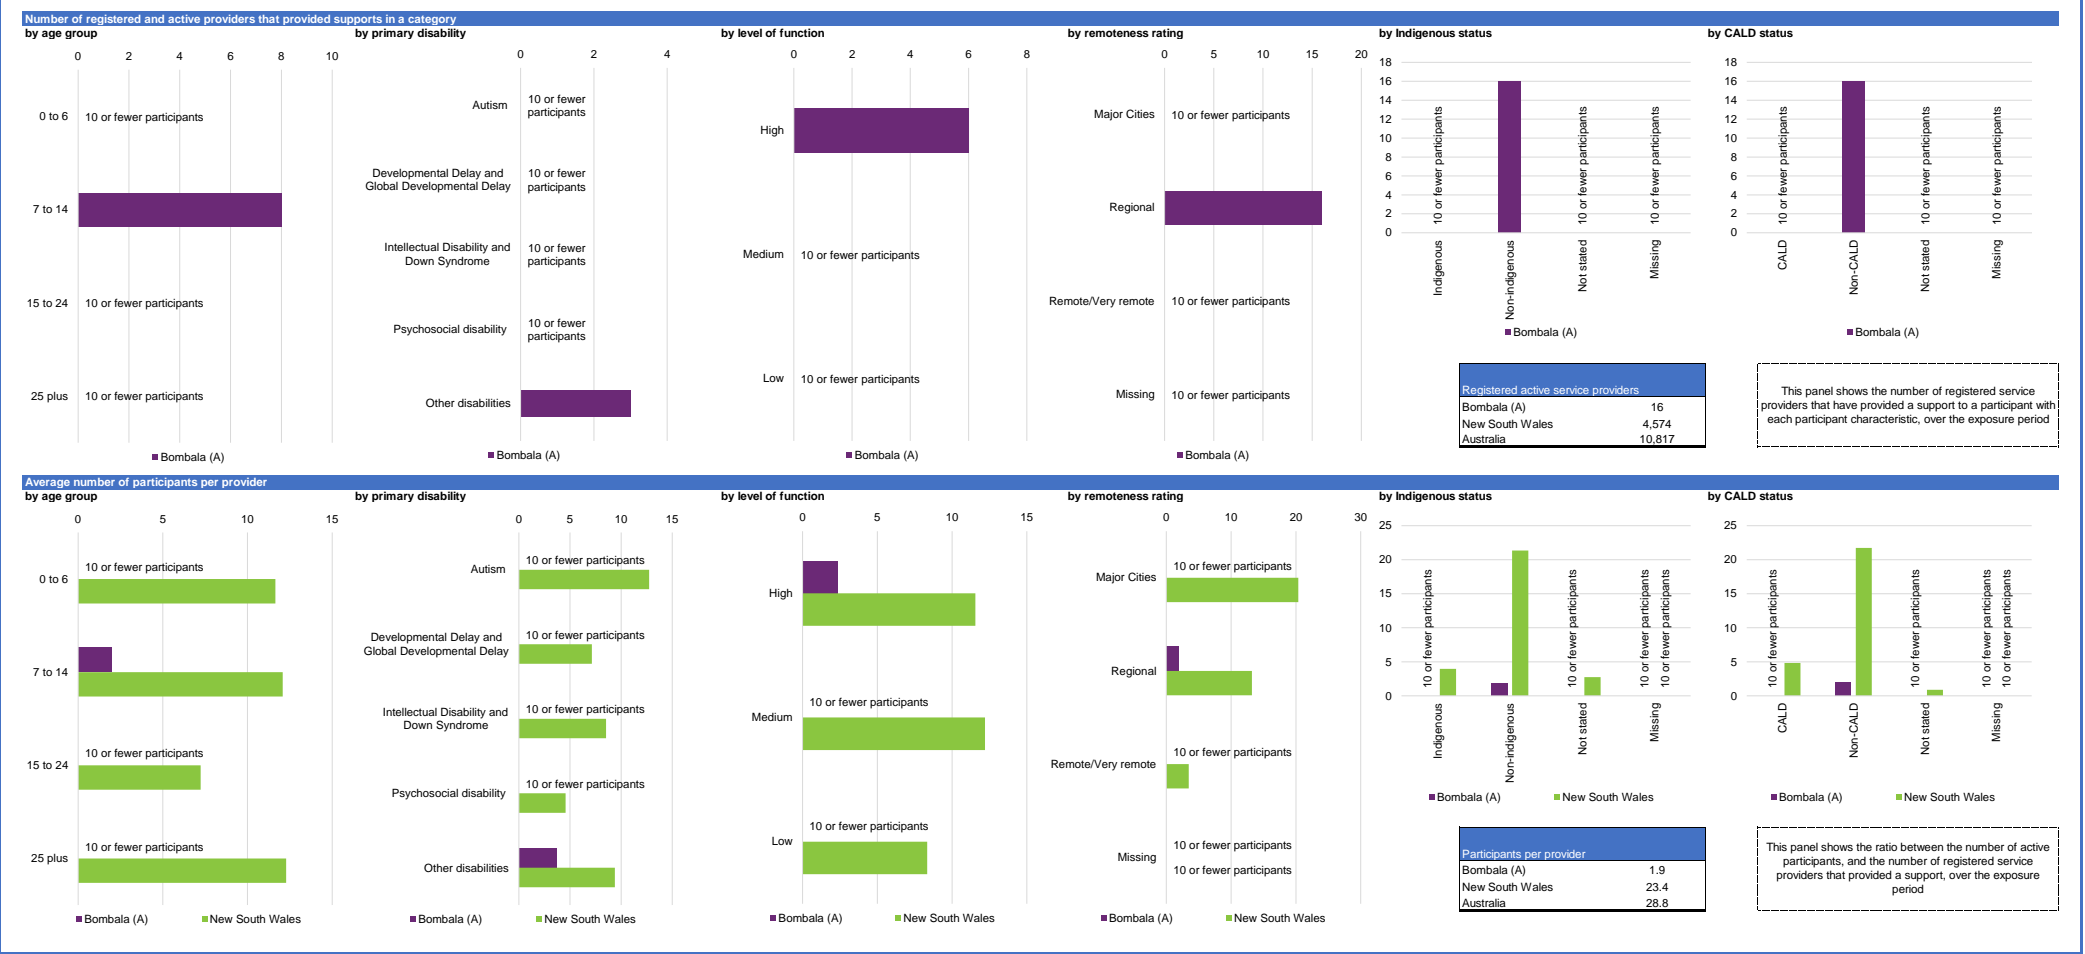 Number of registered and active providers that provided supports in a category
by age group
0 2 4 6 8 10
0 to 6
10 or fewer participants
7 to 14
15 to 24
10 or fewer participants
25 plus
10 or fewer participants
Bombala (A)
by primary disability
0 2 4
Autism
10 or fewer
participants
Developmental Delay and
Global Developmental Delay
10 or fewer
participants
Intellectual Disability and
Down Syndrome
10 or fewer
participants
Psychosocial disability
10 or fewer
participants
Other disabilities
Bombala (A)
by level of function
0 2 4 6 8
High
Medium
10 or fewer participants
Low
10 or fewer participants
Bombala (A)
by remoteness rating
0 5 10 15 20
Major Cities
10 or fewer participants
Regional
Remote/Very remote
10 or fewer participants
Missing
10 or fewer participants
Bombala (A)
by Indigenous status
18
16
14
12
10
8
6
4
2
0
10 or fewer participants
10 or fewer participants
10 or fewer participants
Indigenous
Non-indigenous
Not stated
Missing
Bombala (A)
by CALD status
18
16
14
12
10
8
6
4
2
0
10 or fewer participants
10 or fewer participants
10 or fewer participants
CALD
Non-CALD
Not stated
Missing
Bombala (A)
Registered active service providers
Bombala (A) 16
New South Wales 4,574
Australia 10,817
This panel shows the number of registered service
providers that have provided a support to a participant with
each participant characteristic, over the exposure period
Average number of participants per provider
by age group
0 5 10 15
0 to 6
10 or fewer participants
7 to 14
15 to 24
10 or fewer participants
25 plus
10 or fewer participants
Bombala (A) New South Wales
by primary disability
0 5 10 15
Autism
10 or fewer participants
Developmental Delay and
Global Developmental Delay
10 or fewer participants
Intellectual Disability and
Down Syndrome
10 or fewer participants
Psychosocial disability
10 or fewer participants
Other disabilities
Bombala (A) New South Wales
by level of function
0 5 10 15
High
Medium
10 or fewer participants
Low
10 or fewer participants
Bombala (A) New South Wales
by remoteness rating
0 10 20 30
Major Cities
10 or fewer participants
Regional
Remote/Very remote
10 or fewer participants
Missing
10 or fewer participants
10 or fewer participants
Bombala (A) New South Wales
by Indigenous status
25
20
15
10
5
0
10 or fewer participants
10 or fewer participants
10 or fewer participants
10 or fewer participants
Indigenous
Non-indigenous
Not stated
Missing
Bombala (A) New South Wales
by CALD status
25
20
15
10
5
0
10 or fewer participants
10 or fewer participants
10 or fewer participants
10 or fewer participants
CALD
Non-CALD
Not stated
Missing
Bombala (A) New South Wales
Participants per provider
Bombala (A) 1.9
New South Wales 23.4
Australia 28.8
This panel shows the ratio between the number of active
participants, and the number of registered service
providers that provided a support, over the exposure
period